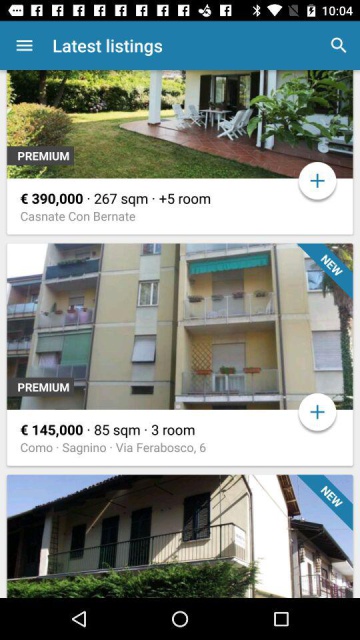 10:04
Latest listings
PREMIUM
€ 390,000 · 267 sqm · +5 room
Casnate Con Bernate
NEW
PREMIUM
€ 145,000 · 85 sqm · 3 room
Como · Sagnino · Via Ferabosco, 6
NEW